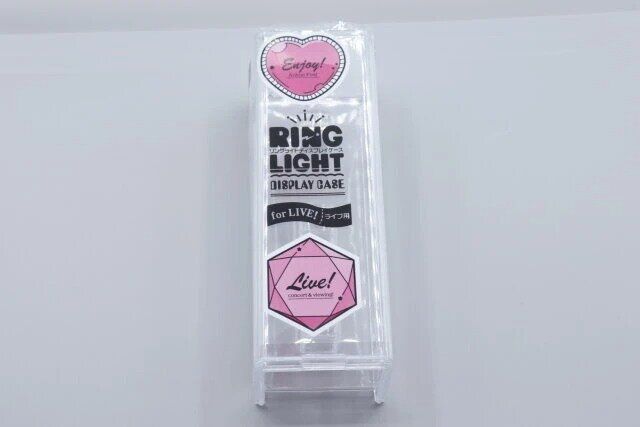 Enjoy!
RING
リングライトディスプレイケース
LIGHT
DISPLAY CASE
for LIVE!
ライブ用
Live!
concert & viewing!